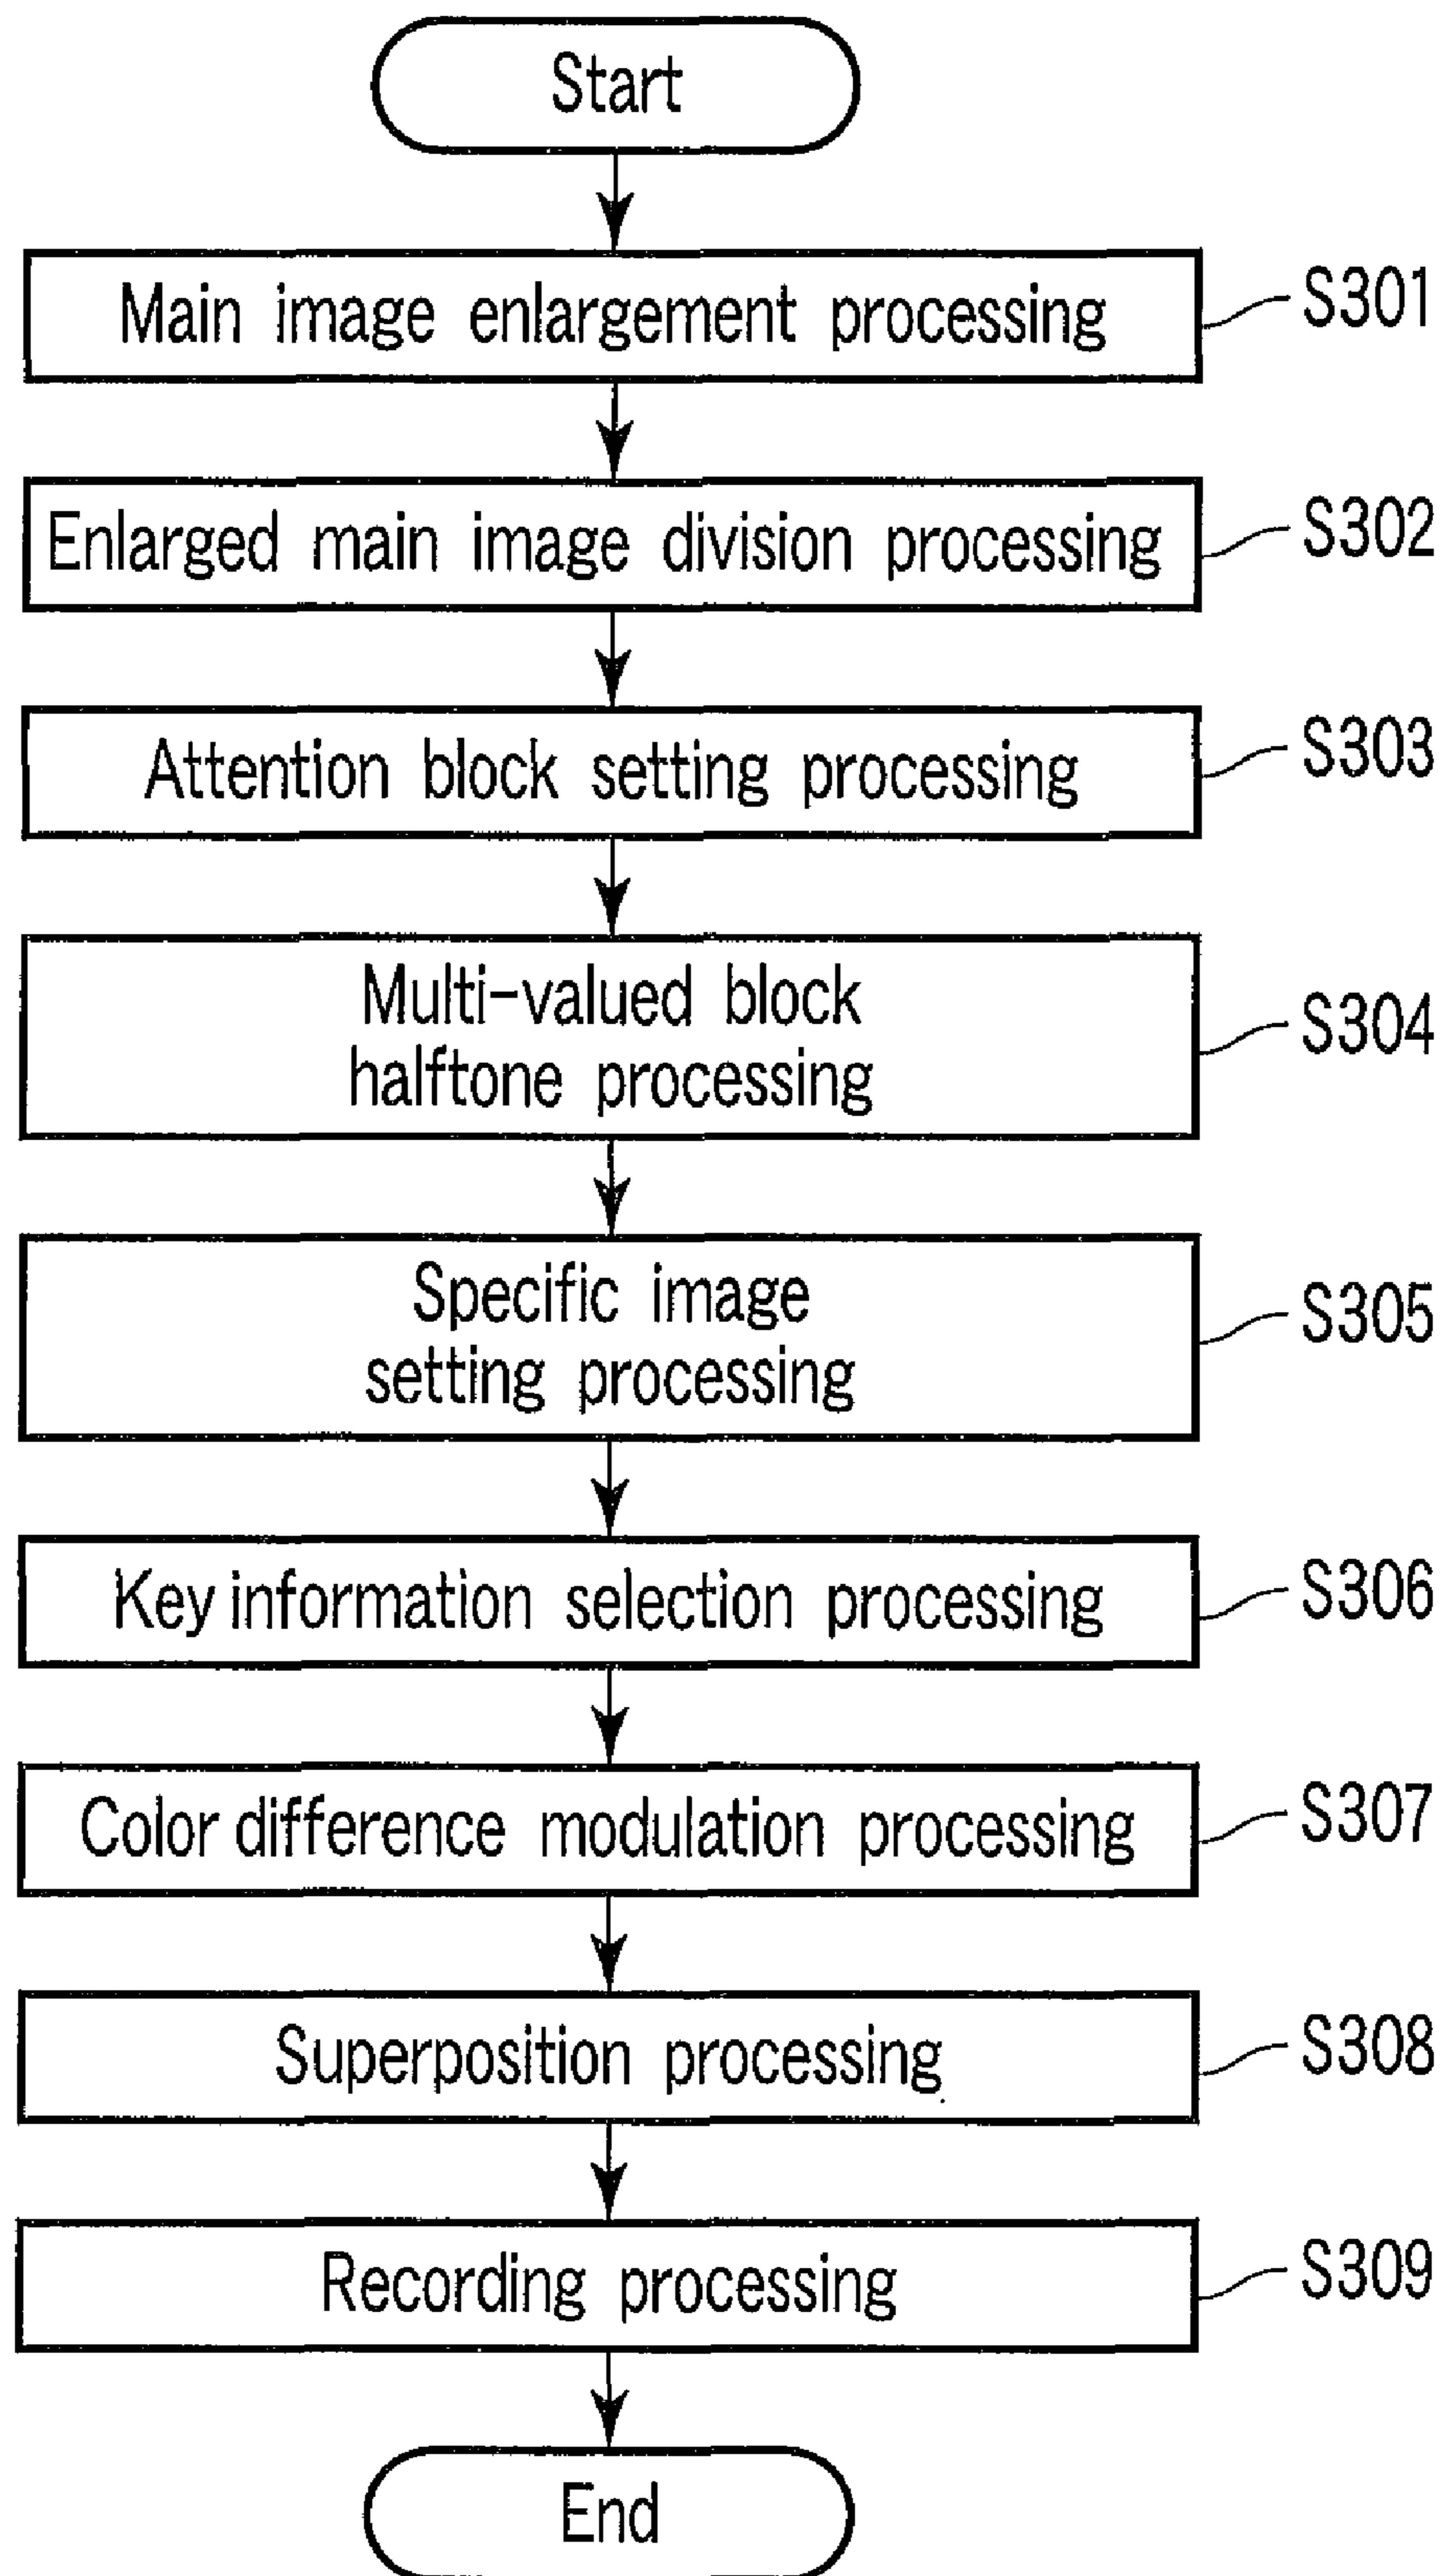 Start
Main image enlargement processing
S301
Enlarged main image division processing
S302
Attention block setting processing
S303
Multi-valued block
halftone processing
S304
Specific image
setting processing
S305
Key information selection processing
S306
Color difference modulation processing
S307
Superposition processing
S308
Recording processing
S309
End